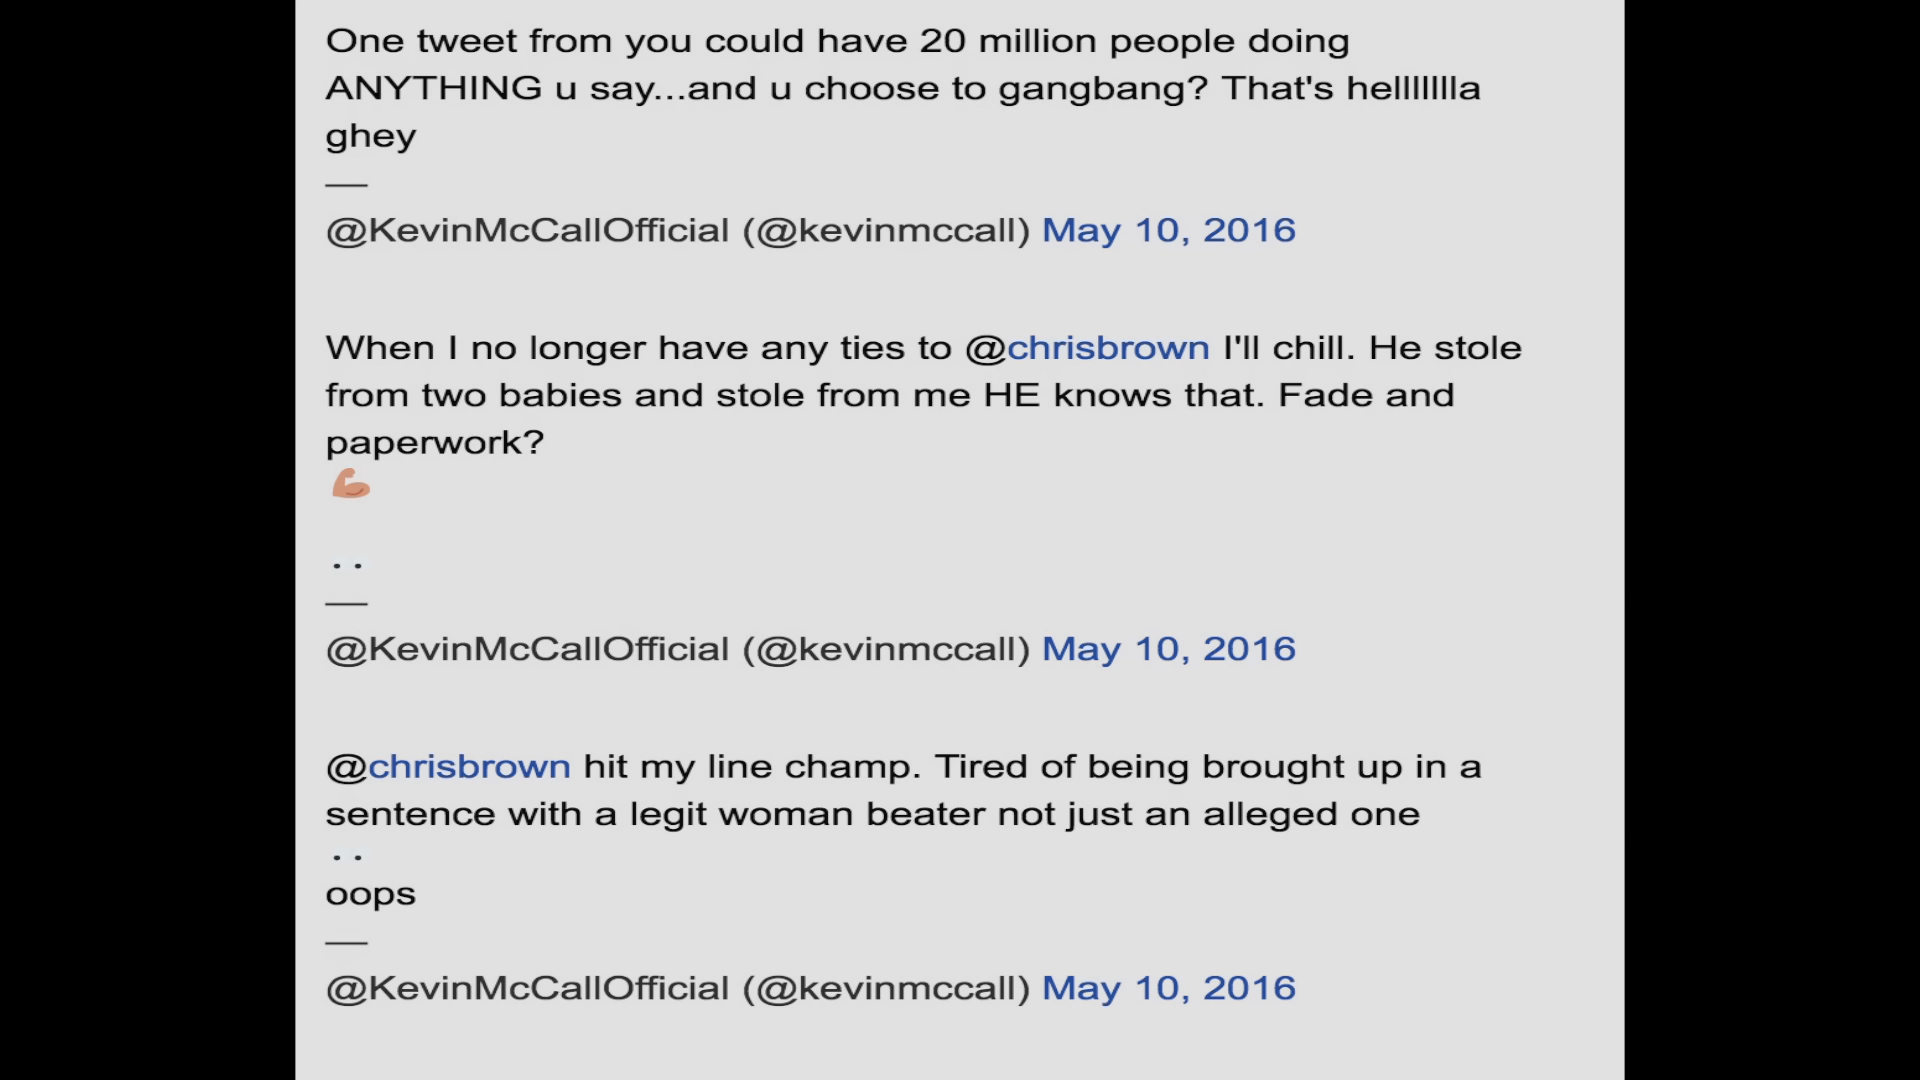 One tweet from you could have 20 million people doing
ANYTHING u say...and u choose to gangbang? That's hellllllla
ghey
—
@KevinMcCallOfficial (@kevinmccall) May 10, 2016
When I no longer have any ties to @chrisbrown I'll chill. He stole
from two babies and stole from me HE knows that. Fade and
paperwork?
—
@KevinMcCallOfficial (@kevinmccall) May 10, 2016
@chrisbrown hit my line champ. Tired of being brought up in a
sentence with a legit woman beater not just an alleged one
oops
—
@KevinMcCallOfficial (@kevinmccall) May 10, 2016